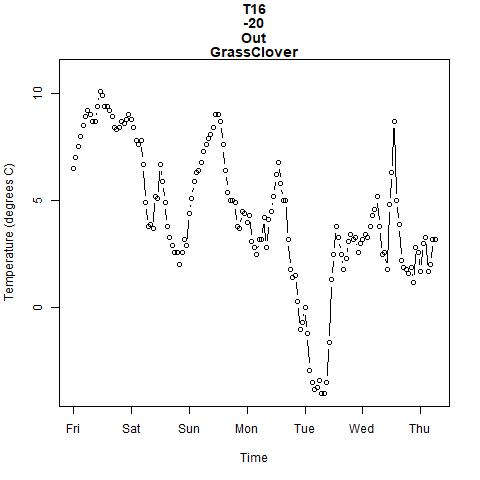 T16
-20
Out
GrassClover
10
5
0
Temperature (degrees C)
Fri Sat Sun Mon Tue Wed Thu
Time